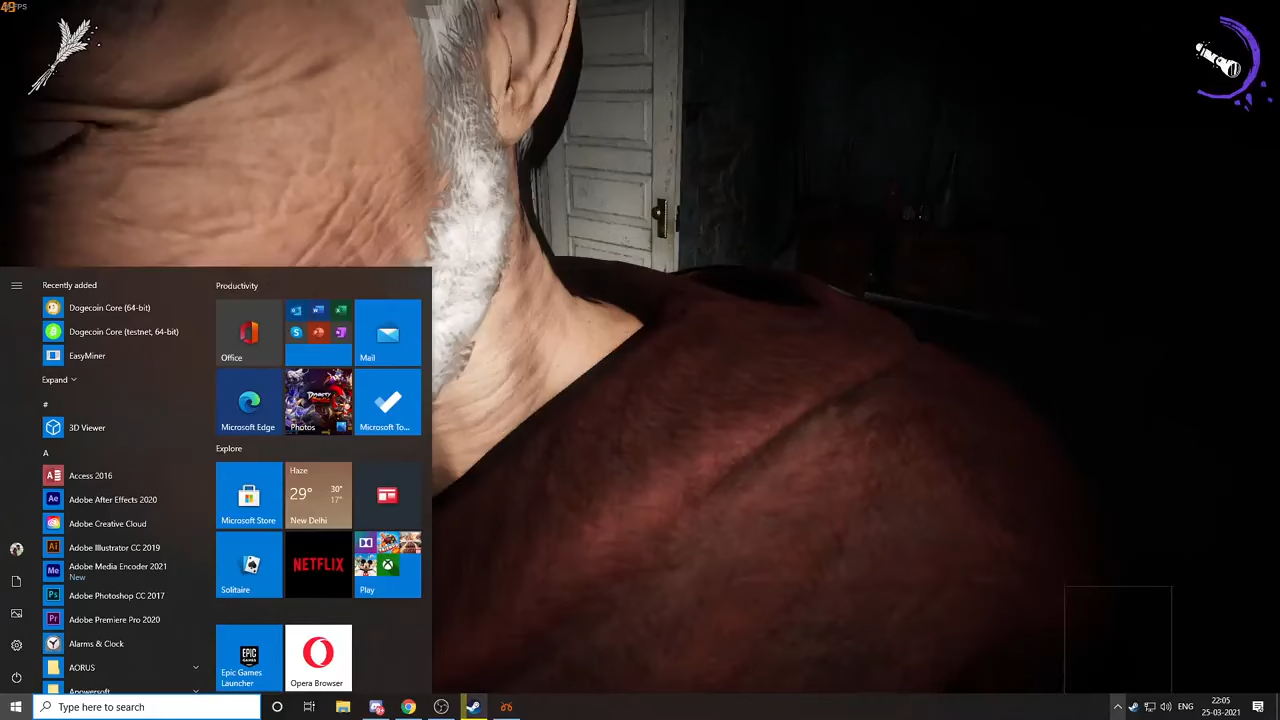 49 FPS
Recently added
Dogecoin Core (64-bit)
Dogecoin Core (testnet, 64-bit)
EasyMiner
Expand
#
3D Viewer
A
Access 2016
Adobe After Effects 2020
Adobe Creative Cloud
Adobe Illustrator CC 2019
Adobe Media Encoder 2021
New
Adobe Photoshop CC 2017
Adobe Premiere Pro 2020
Alarms & Clock
AORUS
Apowersoft
Productivity
Office
Mail
Microsoft Edge
Photos
Microsoft To...
Explore
Microsoft Store
Haze
29°
30°
17°
New Delhi
Solitaire
NETFLIX
Play
EPIC GAMES
Epic Games Launcher
Opera Browser
Type here to search
ENG
22:05
25-03-2021